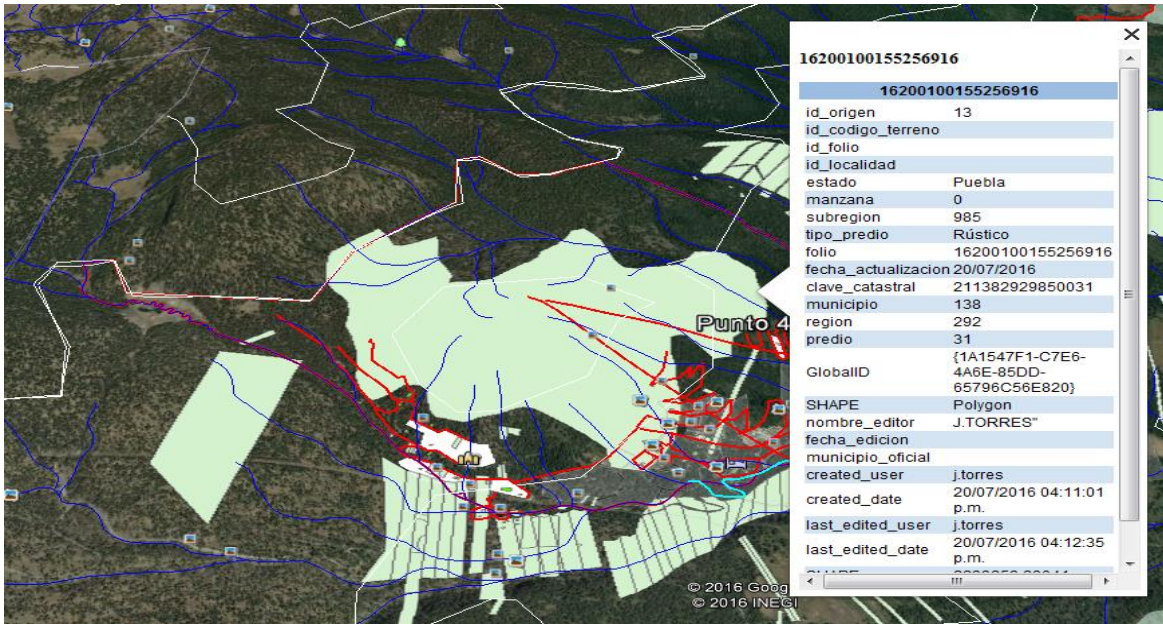 16200100155256916
16200100155256916
id_origen 13
id_codigo_terreno
id_folio
id_localidad
estado Puebla
manzana 0
subregion 985
tipo_predio Rústico
folio 16200100155256916
fecha_actualizacion 20/07/2016
clave_catastral 211382929850031
municipio 138
region 292
predio 31
GlobalID {1A1547F1-C7E6-
4A6E-85DD-
65796C56E820}
SHAPE Polygon
nombre_editor J.TORRES"
fecha_edicion
municipio_oficial
created_user j.torres
created_date 20/07/2016 04:11:01
p.m.
last_edited_user j.torres
last_edited_date 20/07/2016 04:12:35
p.m.
Punto 4
© 2016 Goog
© 2016 INEGI